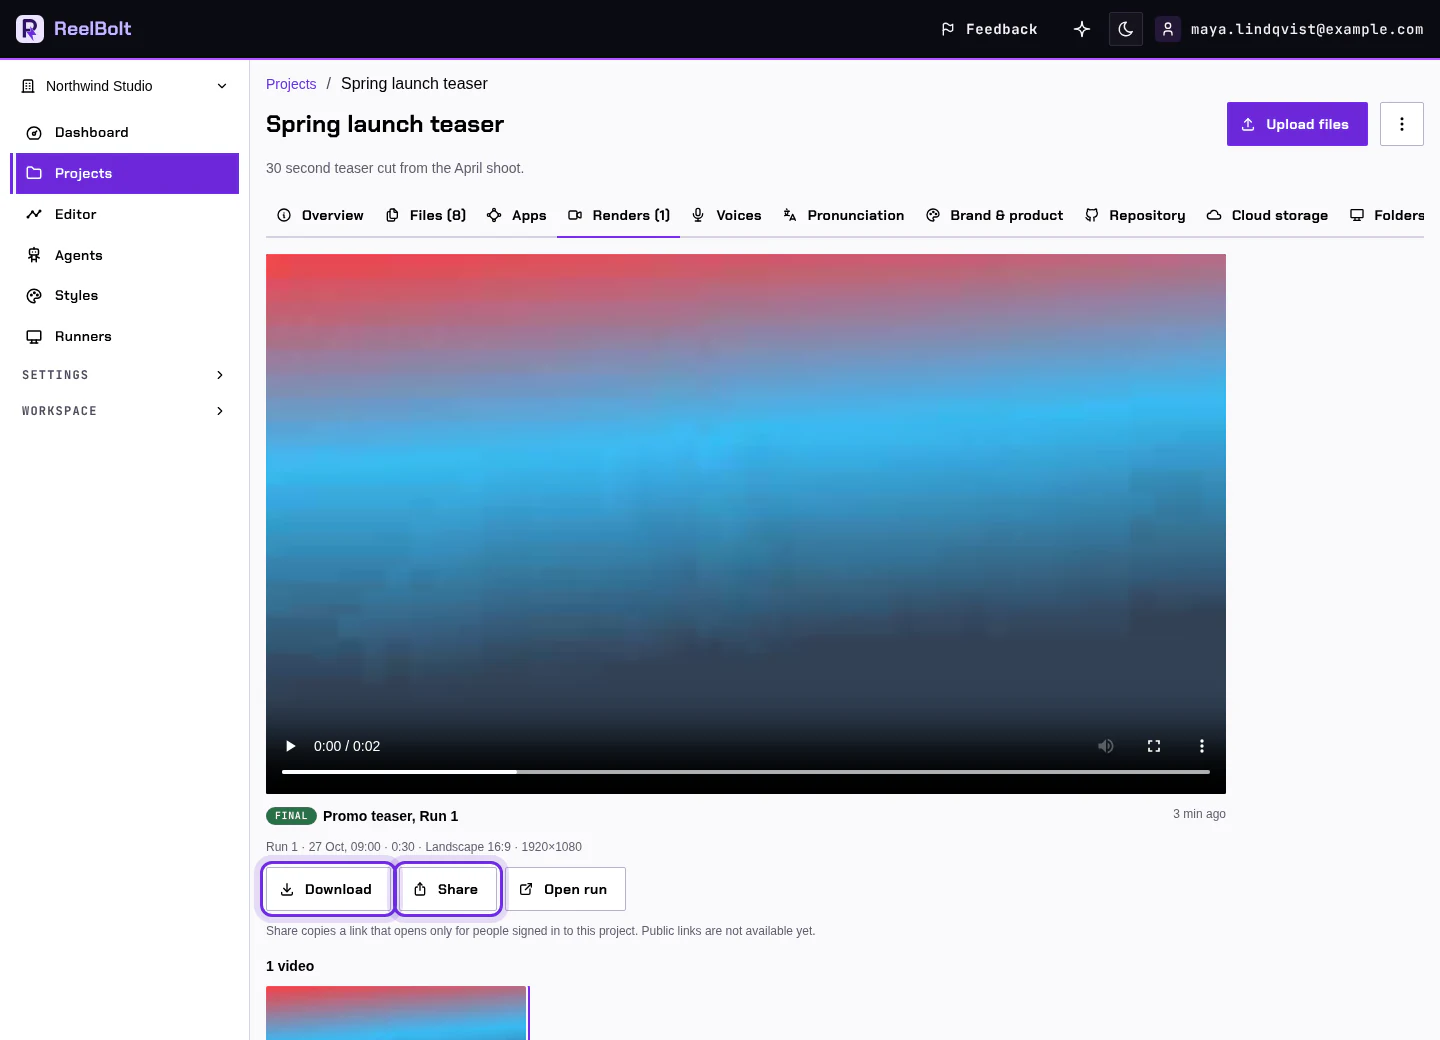 ReelBolt
Feedback
maya.lindqvist@example.com
Northwind Studio
Dashboard
Projects
Editor
Agents
Styles
Runners
SETTINGS
WORKSPACE
Projects / Spring launch teaser
Spring launch teaser
Upload files
30 second teaser cut from the April shoot.
Overview Files (8) Apps Renders (1) Voices Pronunciation Brand & product Repository Cloud storage Folders
0:00 / 0:02
FINAL Promo teaser, Run 1
3 min ago
Run 1 · 27 Oct, 09:00 · 0:30 · Landscape 16:9 · 1920×1080
Download Share Open run
Share copies a link that opens only for people signed in to this project. Public links are not available yet.
1 video